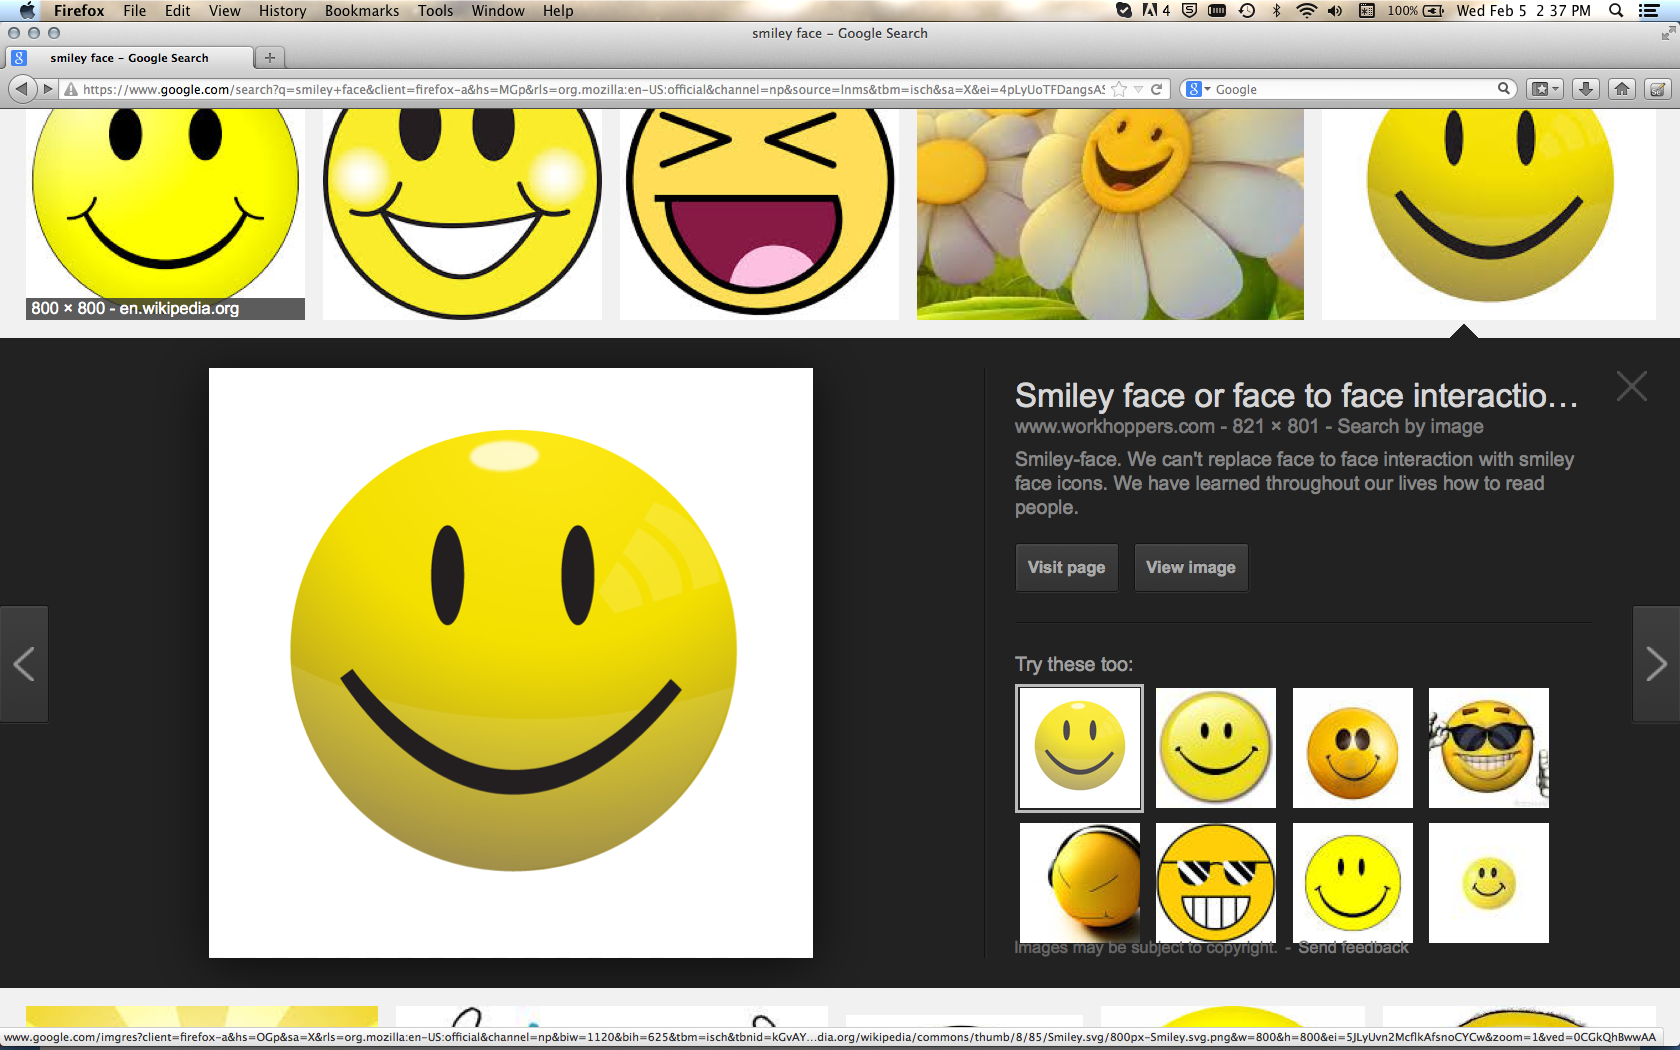 Firefox File Edit View History Bookmarks Tools Window Help 4 100% Wed Feb 5 2 37 PM
smiley face - Google Search
smiley face - Google Search
https://www.google.com/search?q=smiley+face&client=firefox-a&hs=MGp&rls=org.mozilla:en-US:official&channel=np&source=lnms&tbm=isch&sa=X&ei=4pLyUoTFDangsAS Google
800 × 800 - en.wikipedia.org
Smiley face or face to face interactio...
www.workhoppers.com - 821 × 801 - Search by image
Smiley-face. We can't replace face to face interaction with smiley
face icons. We have learned throughout our lives how to read
people.
Visit page View image
Try these too:
Images may be subject to copyright. - Send feedback
www.google.com/imgres?client=firefox-a&hs=OGp&sa=X&rls=org.mozilla:en-US:official&channel=np&biw=1120&bih=625&tbm=isch&tbnid=kGvAY...dia.org/wikipedia/commons/thumb/8/85/Smiley.svg/800px-Smiley.svg.png&w=800&h=800&ei=5JLyUvn2McflkAfsnoCYCw&zoom=1&ved=0CGkQhBwwAA